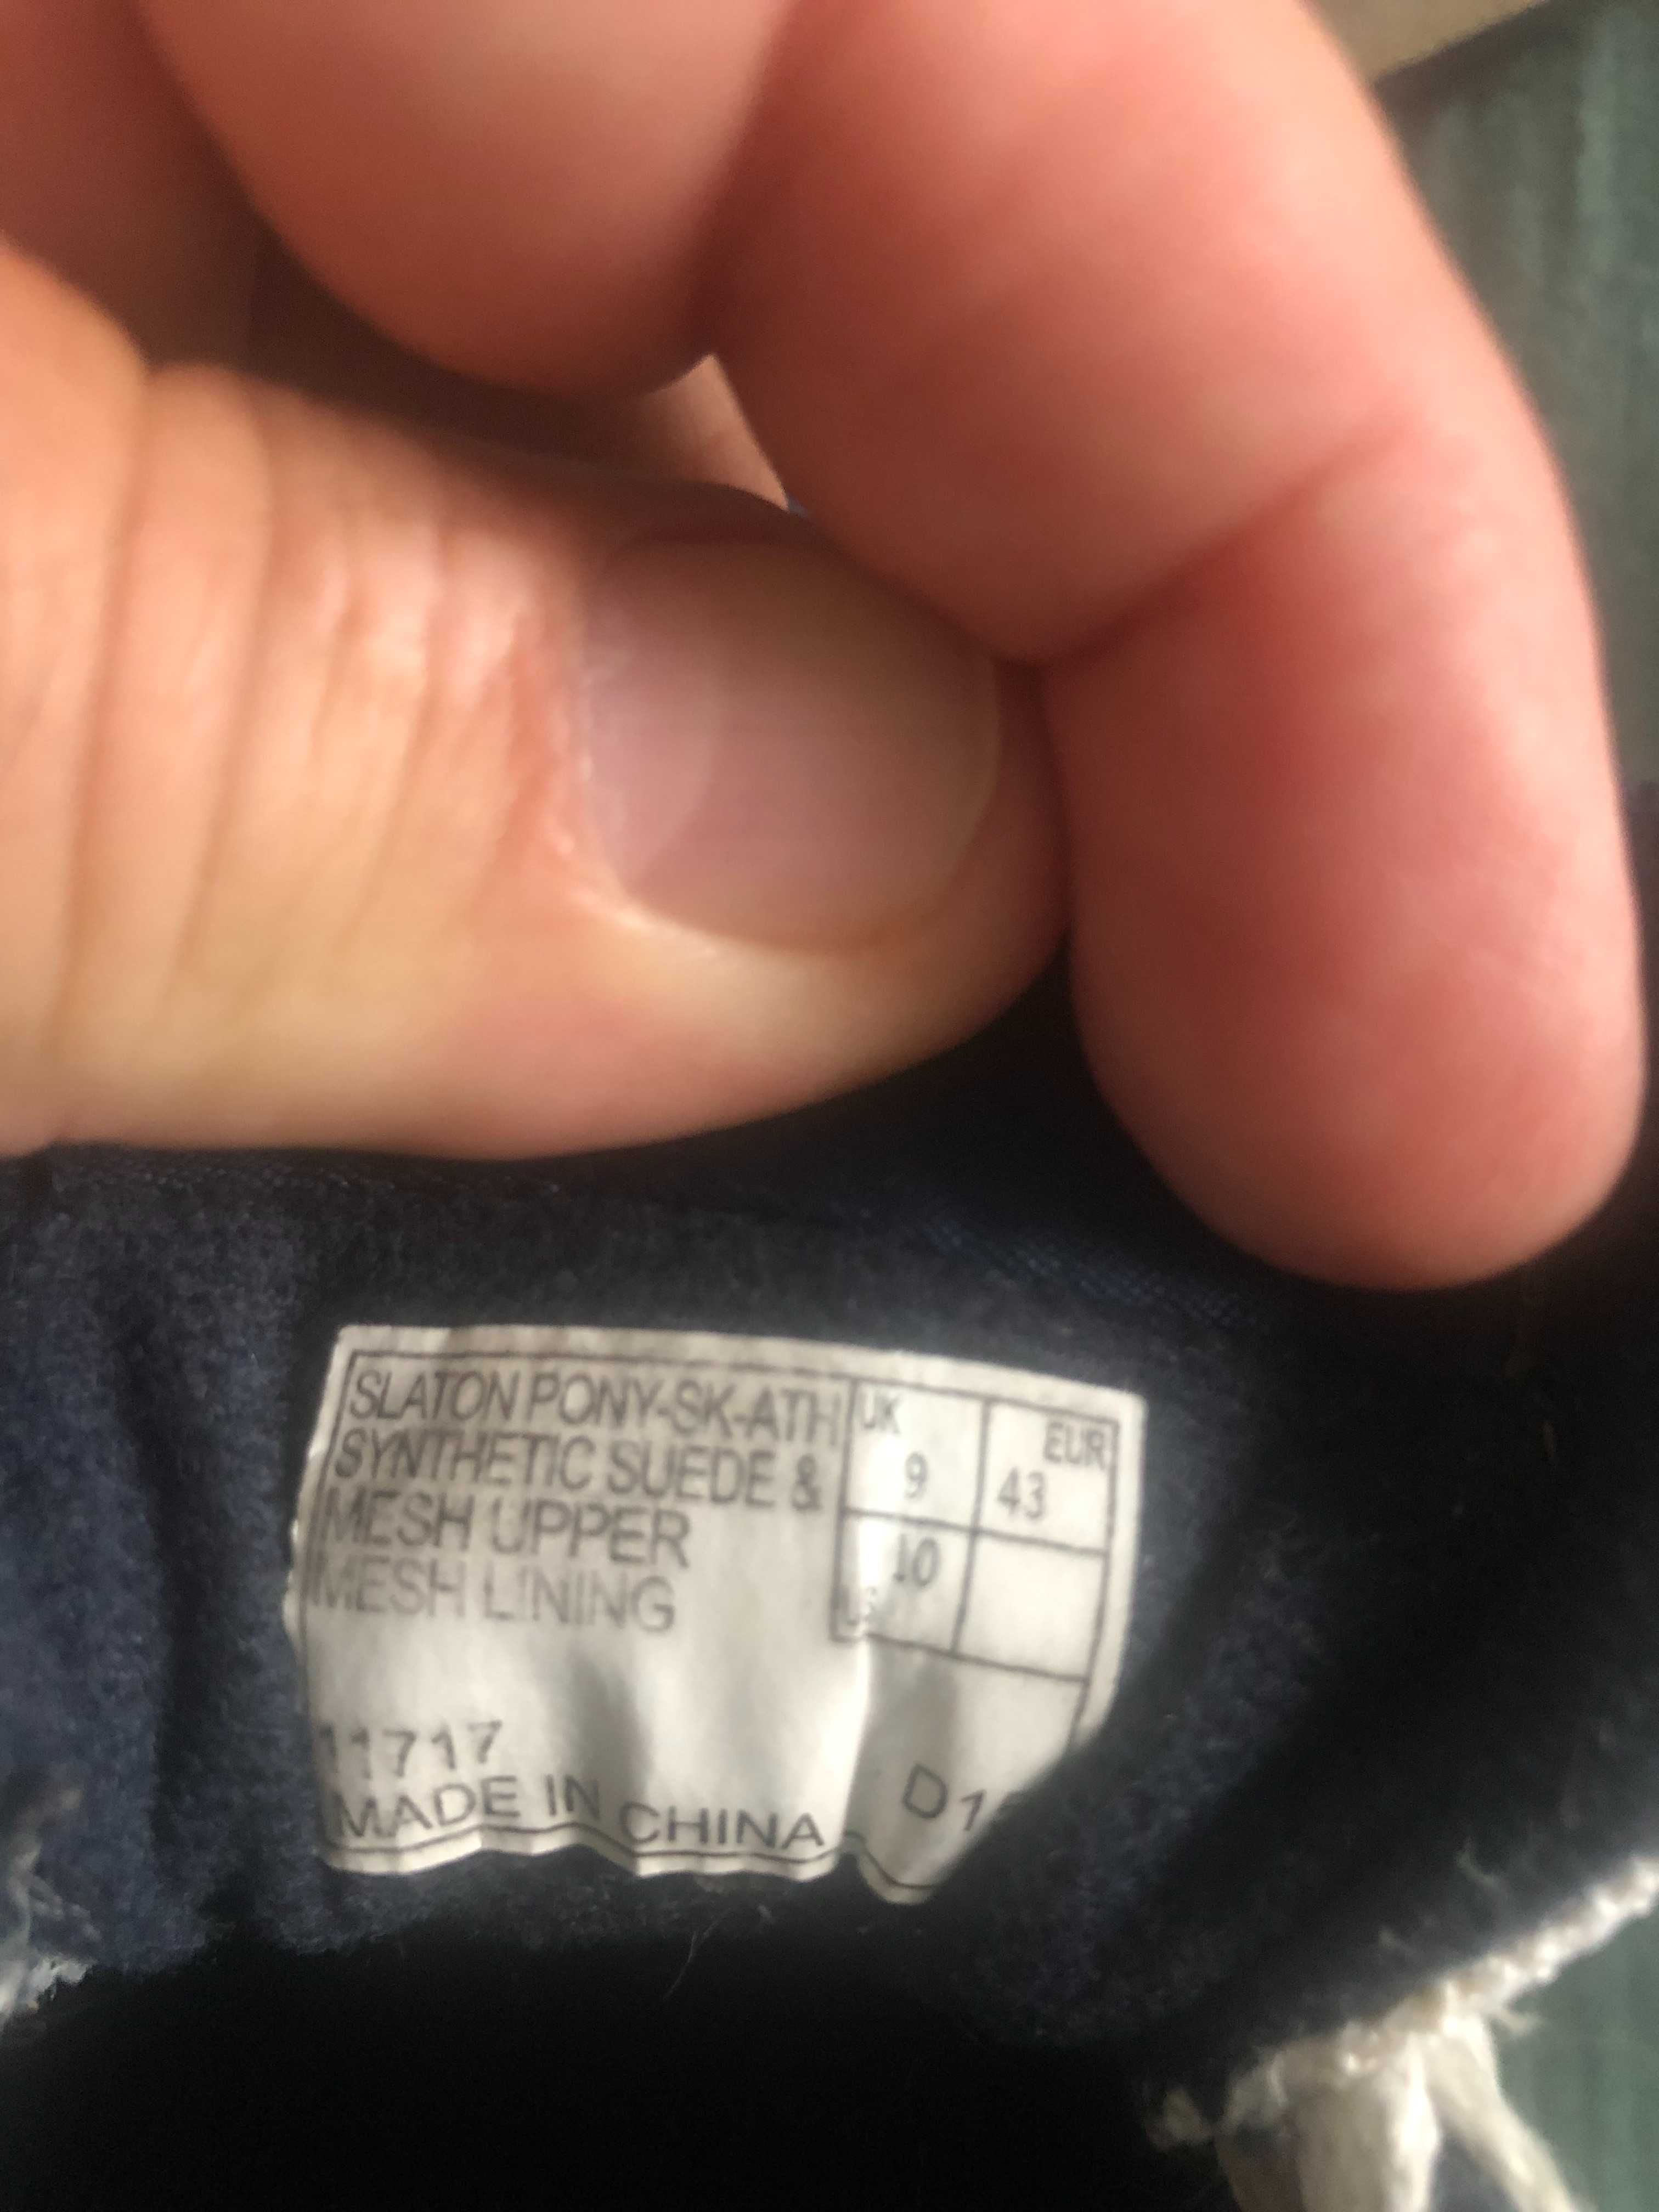 SLATON PONY-SK-ATH
SYNTHETIC SUEDE &
MESH UPPER
MESH LINING
UK
9
EUR
43
US
10
11717
MADE IN CHINA